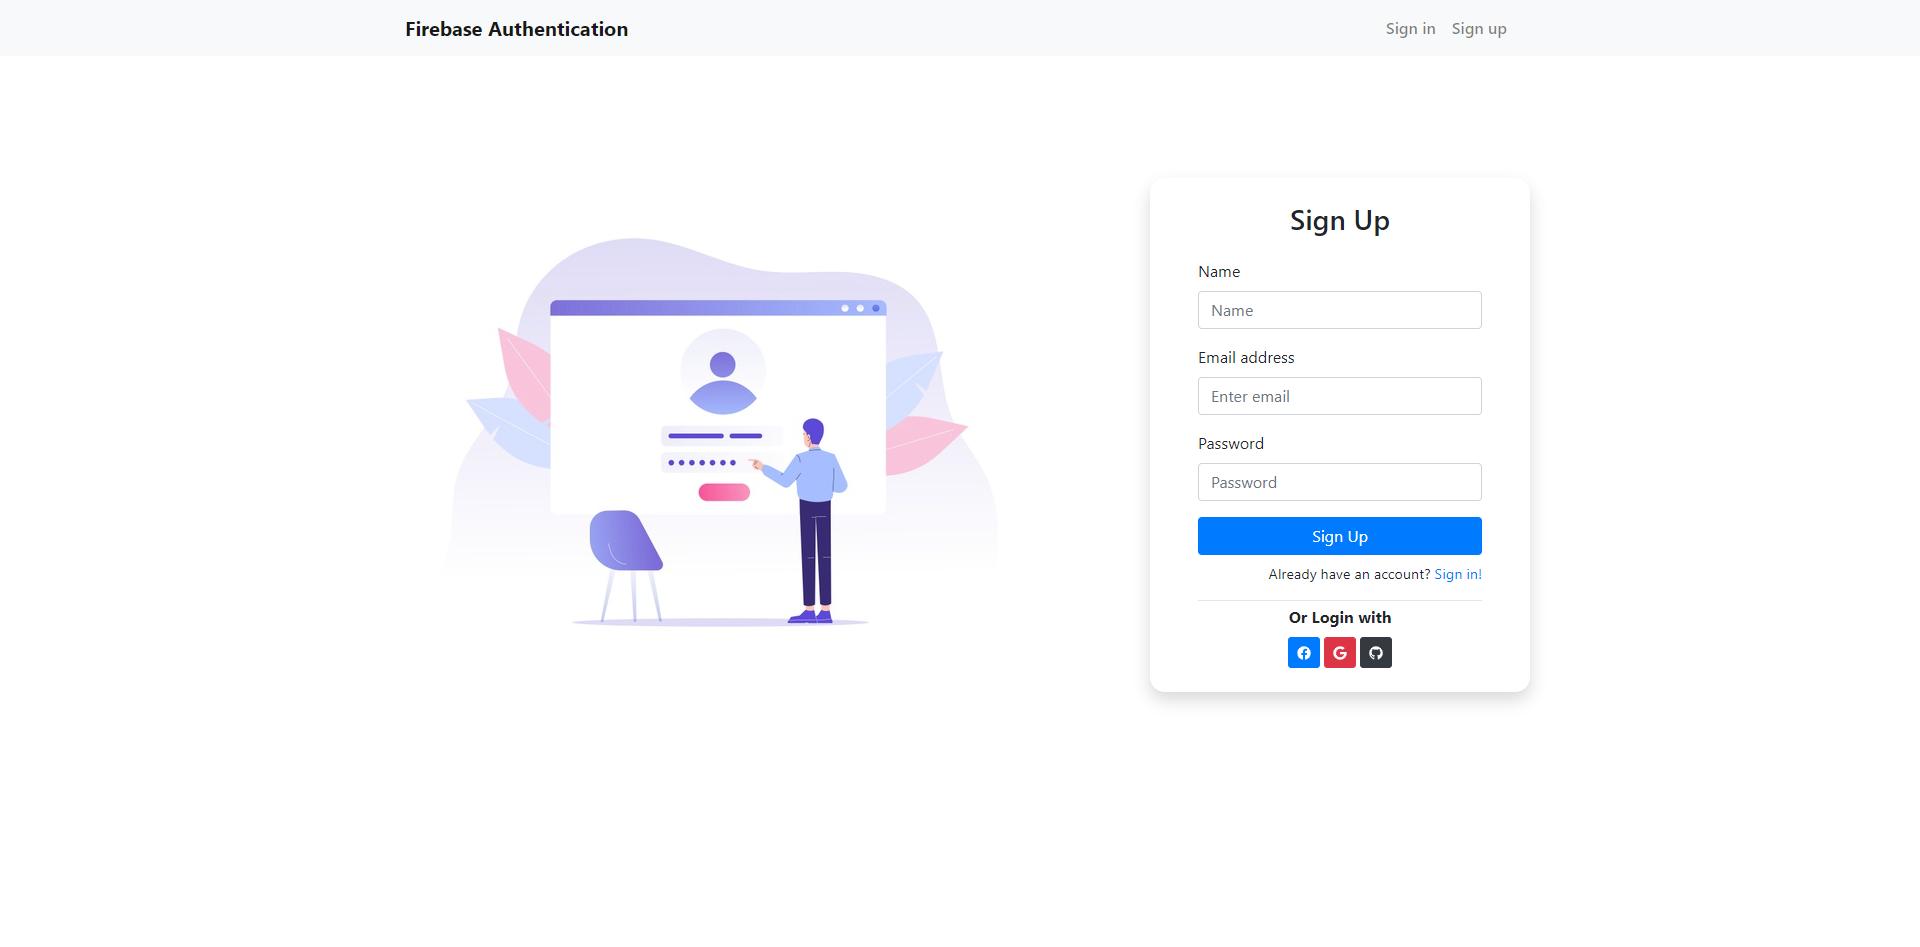 Firebase Authentication
Sign in Sign up
Sign Up
Name
Name
Email address
Enter email
Password
Password
Sign Up
Already have an account? Sign in!
Or Login with